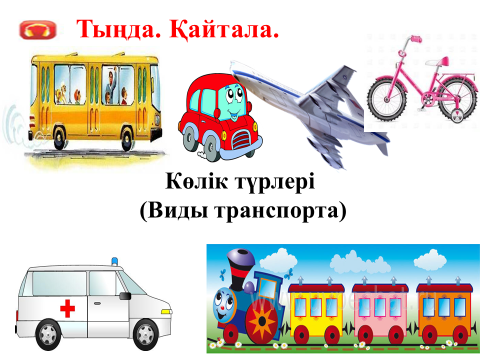 Тыңда. Қайтала.
Көлік түрлері
(Виды транспорта)